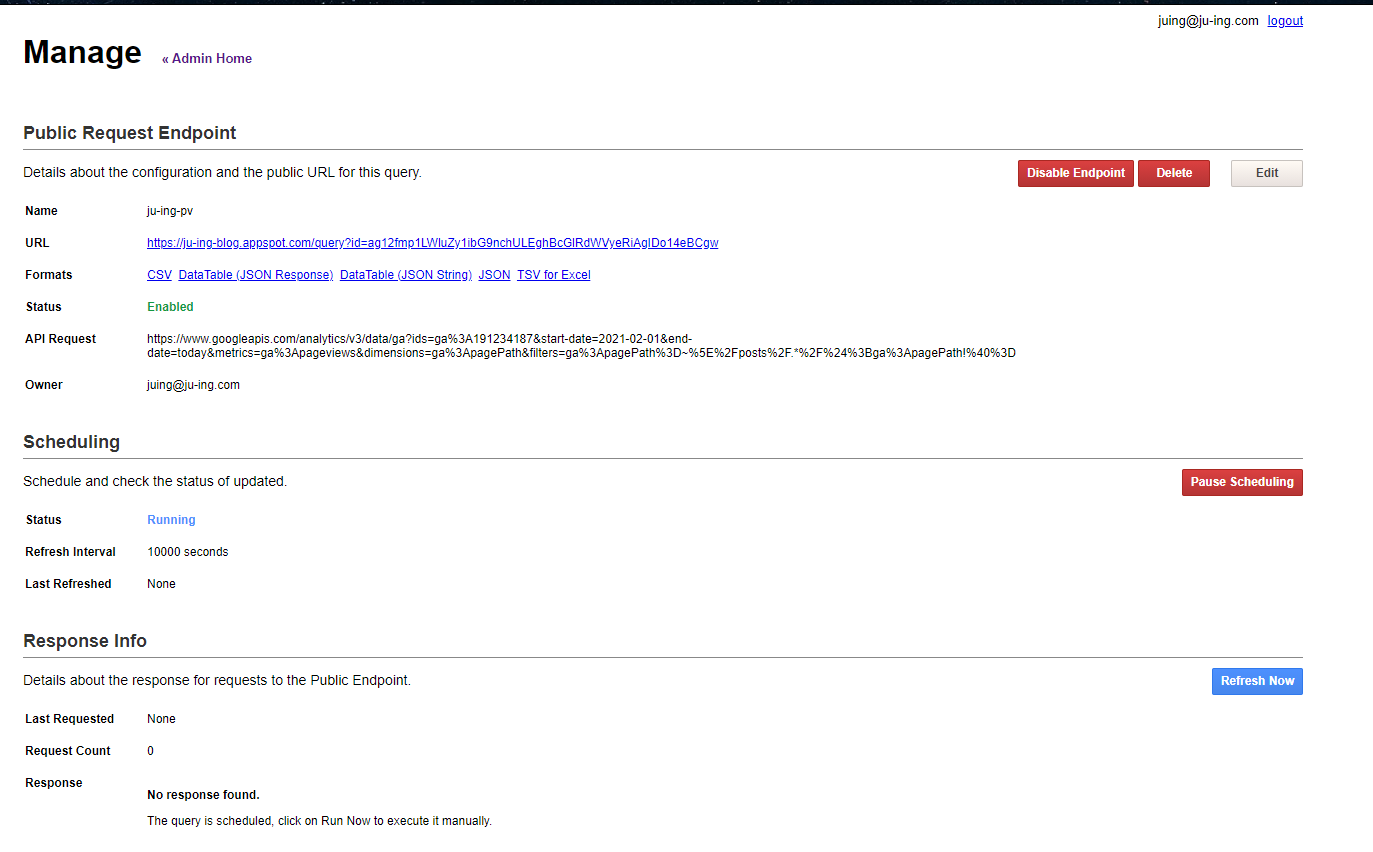 juing@ju-ing.com logout
Manage « Admin Home
Public Request Endpoint
Details about the configuration and the public URL for this query.
Disable Endpoint Delete Edit
Name ju-ing-pv
URL https://ju-ing-blog.appspot.com/query?id=ag12fmp1LWluZy1ibG9nchULEghBcGlRdWVyeRiAgIDo14eBCgw
Formats CSV DataTable (JSON Response) DataTable (JSON String) JSON TSV for Excel
Status Enabled
API Request https://www.googleapis.com/analytics/v3/data/ga?ids=ga%3A191234187&start-date=2021-02-01&end-
date=today&metrics=ga%3Apageviews&dimensions=ga%3ApagePath&filters=ga%3ApagePath%3D~%5E%2Fposts%2F.*%2F%24%3Bga%3ApagePath!%40%3D
Owner juing@ju-ing.com
Scheduling
Schedule and check the status of updated.
Pause Scheduling
Status Running
Refresh Interval 10000 seconds
Last Refreshed None
Response Info
Details about the response for requests to the Public Endpoint.
Refresh Now
Last Requested None
Request Count 0
Response
No response found.
The query is scheduled, click on Run Now to execute it manually.